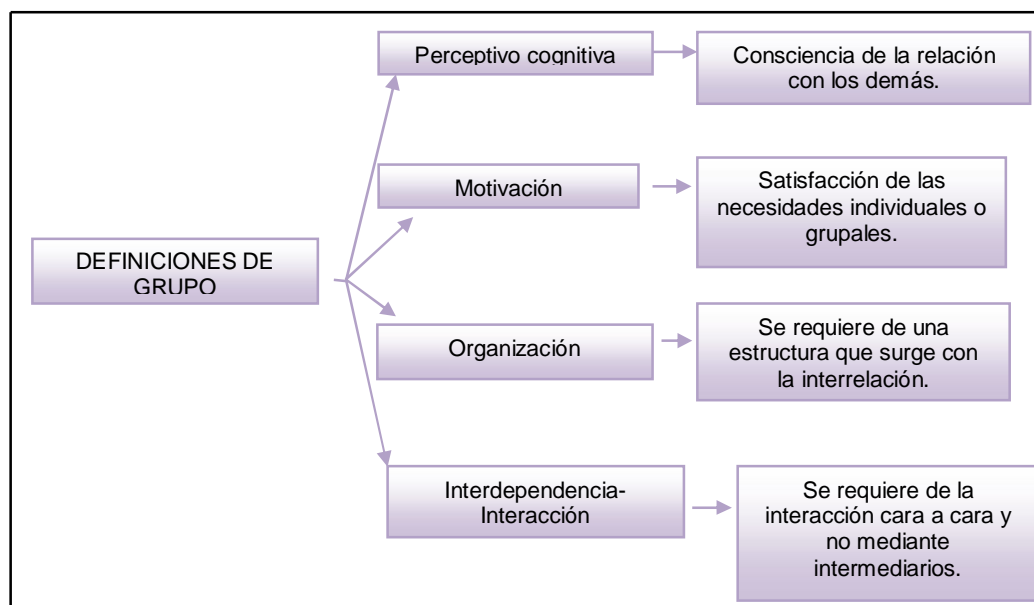 Perceptivo cognitiva
Consciencia de la relación
con los demás.
Motivación
Satisfacción de las
necesidades individuales o
grupales.
DEFINICIONES DE
GRUPO
Organización
Se requiere de una
estructura que surge con
la interrelación.
Interdependencia-
Interacción
Se requiere de la
interacción cara a cara y
no mediante
intermediarios.